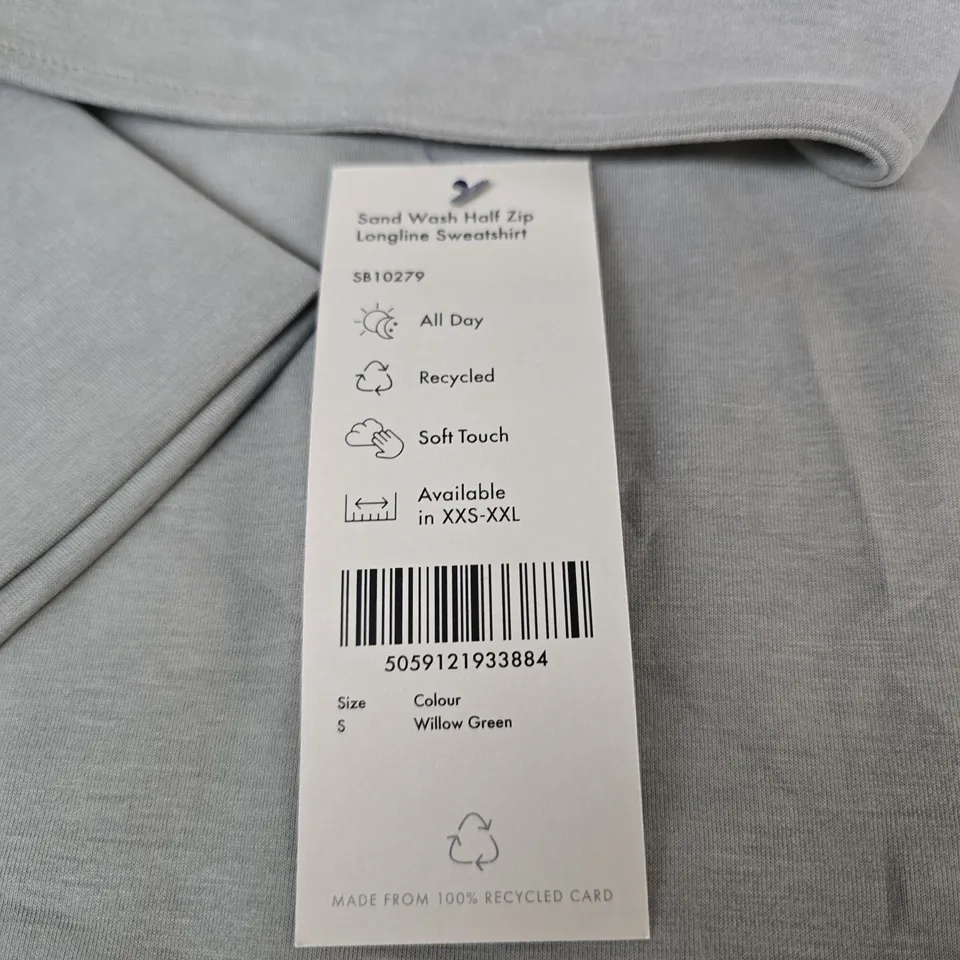 Sand Wash Half Zip
Longline Sweatshirt
SB10279
All Day
Recycled
Soft Touch
Available
in XXS-XXL
5059121933884
Size Colour
S Willow Green
MADE FROM 100% RECYCLED CARD